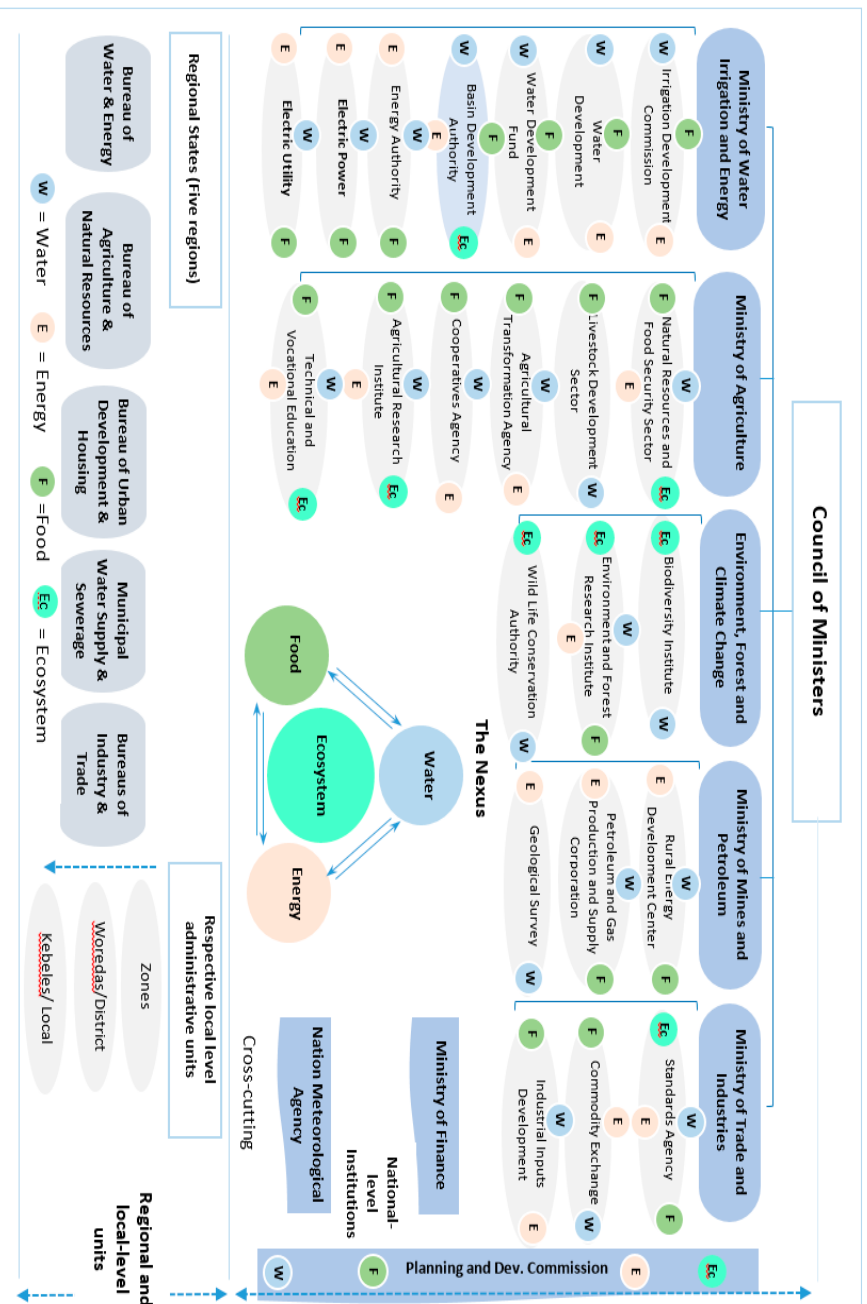 Council of Ministers
Ministry of Water
Irrigation and Energy
W
F
Irrigation Development
Commission
E
W
F
Water
Development
E
W
F
Water Development
Fund
E
W
F
Basin Development
Authority
E
Ec
E
W
Energy Authority
F
E
W
Electric Power
F
E
W
Electric Utility
F
Ministry of Agriculture
F
W
Natural Resources and
Food Security Sector
E
Ec
F
Livestock Development
Sector
W
F
W
Agricultural
Transformation Agency
E
F
W
Cooperatives Agency
E
F
W
Agricultural Research
Institute
E
Ec
F
W
Technical and
Vocational Education
E
Ec
Environment, Forest and
Climate Change
Ec
Biodiversity Institute
W
Ec
W
Environment and Forest
Research Institute
E
F
Ec
Wild Life Conservation
Authority
W
Ministry of Mines and
Petroleum
E
W
Rural Energy
Development Center
F
E
W
Petroleum and Gas
Production and Supply
Corporation
F
E
Geological Survey
W
Ministry of Trade and
Industries
Ec
W
Standards Agency
E
F
F
E
Commodity Exchange
W
F
W
Industrial Inputs
Development
E
The Nexus
Water
Ecosystem
Food
Energy
Ministry of Finance
National-
level
Institutions
Nation Meteorological
Agency
Cross-cutting
Ec
E
Planning and Dev. Commission
F
W
Regional States (Five regions)
Respective local level
administrative units
Bureau of
Water & Energy
Bureau of
Agriculture &
Natural Resources
Bureau of Urban
Development &
Housing
Municipal
Water Supply &
Sewerage
Bureaus of
Industry &
Trade
Zones
Woredas/District
Kebeles/ Local
Regional and
local-level
units
W = Water E = Energy F =Food Ec = Ecosystem